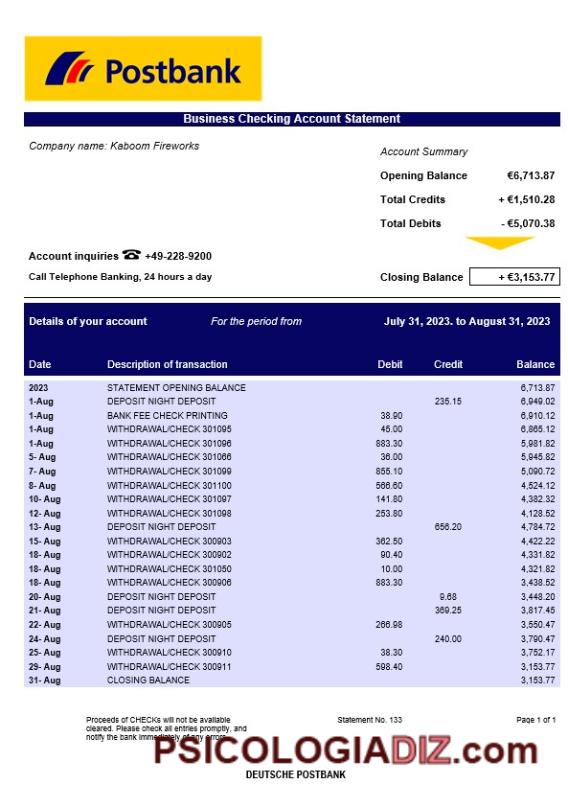 Postbank
Business Checking Account Statement
Company name: Kaboom Fireworks
Account Summary
Opening Balance €6,713.87
Total Credits + €1,510.28
Total Debits - €5,070.38
Account inquiries ☎ +49-228-9200
Call Telephone Banking, 24 hours a day
Closing Balance + €3,153.77
Details of your account For the period from July 31, 2023. to August 31, 2023
Date Description of transaction Debit Credit Balance
2023 STATEMENT OPENING BALANCE 6,713.87
1-Aug DEPOSIT NIGHT DEPOSIT 235.15 6,949.02
1-Aug BANK FEE CHECK PRINTING 38.90 6,910.12
1-Aug WITHDRAWAL/CHECK 301095 45.00 6,865.12
1-Aug WITHDRAWAL/CHECK 301096 883.30 5,981.82
5- Aug WITHDRAWAL/CHECK 301066 36.00 5,945.82
7- Aug WITHDRAWAL/CHECK 301099 855.10 5,090.72
8- Aug WITHDRAWAL/CHECK 301100 566.60 4,524.12
10- Aug WITHDRAWAL/CHECK 301097 141.80 4,382.32
12- Aug WITHDRAWAL/CHECK 301098 253.80 4,128.52
13- Aug DEPOSIT NIGHT DEPOSIT 656.20 4,784.72
15- Aug WITHDRAWAL/CHECK 300903 362.50 4,422.22
18- Aug WITHDRAWAL/CHECK 300902 90.40 4,331.82
18- Aug WITHDRAWAL/CHECK 301050 10.00 4,321.82
18- Aug WITHDRAWAL/CHECK 300906 883.30 3,438.52
20- Aug DEPOSIT NIGHT DEPOSIT 9.68 3,448.20
21- Aug DEPOSIT NIGHT DEPOSIT 369.25 3,817.45
22- Aug WITHDRAWAL/CHECK 300905 266.98 3,550.47
24- Aug DEPOSIT NIGHT DEPOSIT 240.00 3,790.47
25- Aug WITHDRAWAL/CHECK 300910 38.30 3,752.17
29- Aug WITHDRAWAL/CHECK 300911 598.40 3,153.77
31- Aug CLOSING BALANCE 3,153.77
Proceeds of CHECKs will not be available Statement No. 133 Page 1 of 1
cleared. Please check all entries promptly, and
notify the bank immediately of any errors.
PSICOLOGIADIZ.com
DEUTSCHE POSTBANK